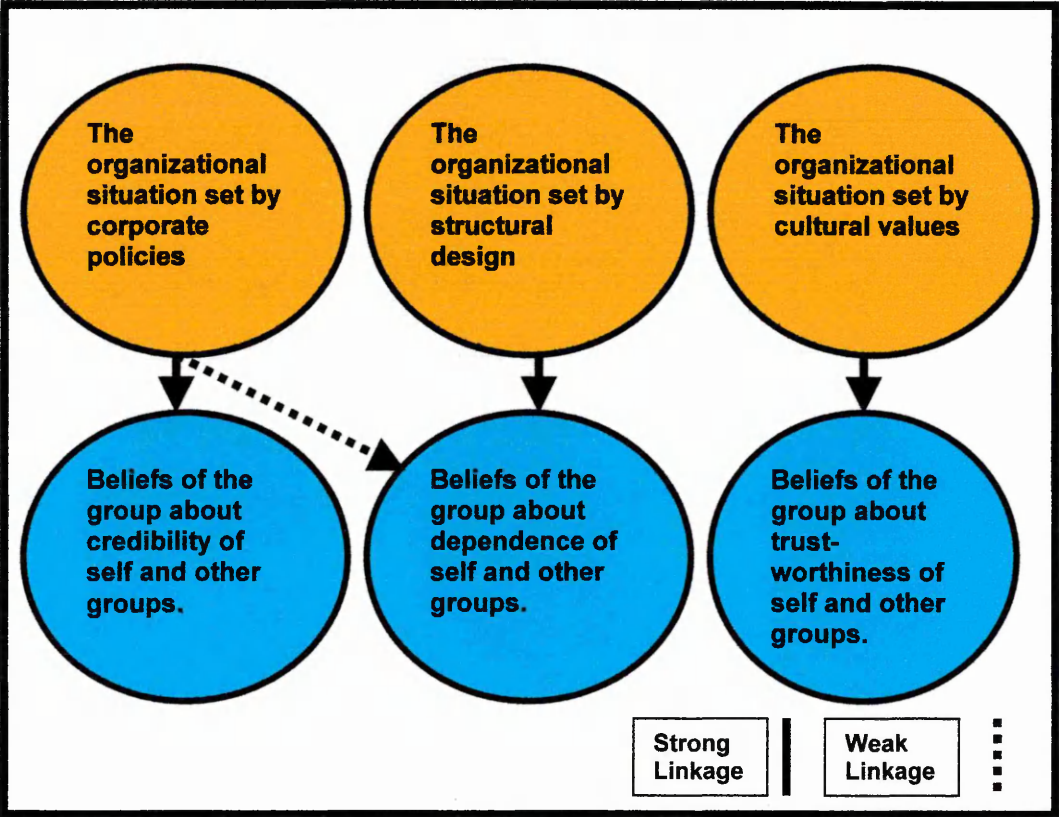 The
organizational
situation set by
corporate
policies
The
organizational
situation set by
structural
design
The
organizational
situation set by
cultural values
Beliefs of the
group about
credibility of
self and other
groups.
Beliefs of the
group about
dependence of
self and other
groups.
Beliefs of the
group about
trust-
worthiness of
self and other
groups.
Strong
Linkage
Weak
Linkage